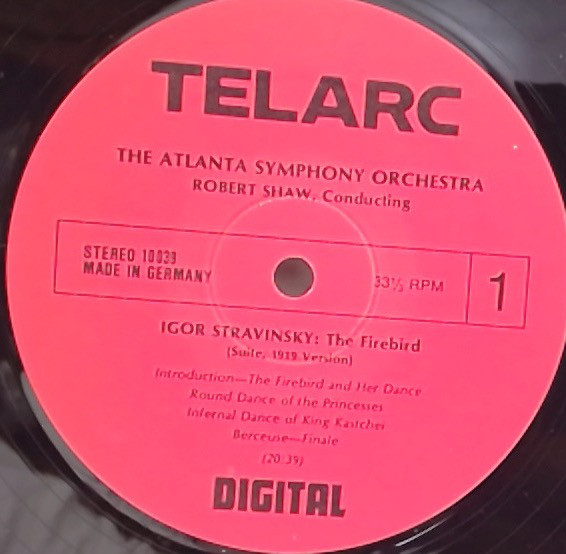 TELARC
THE ATLANTA SYMPHONY ORCHESTRA
ROBERT SHAW, Conducting
STEREO 10039
MADE IN GERMANY
33⅓ RPM
1
IGOR STRAVINSKY: The Firebird
(Suite, 1919 Version)
Introduction—The Firebird and Her Dance
Round Dance of the Princesses
Infernal Dance of King Kastchei
Berceuse—Finale
(20:39)
DIGITAL